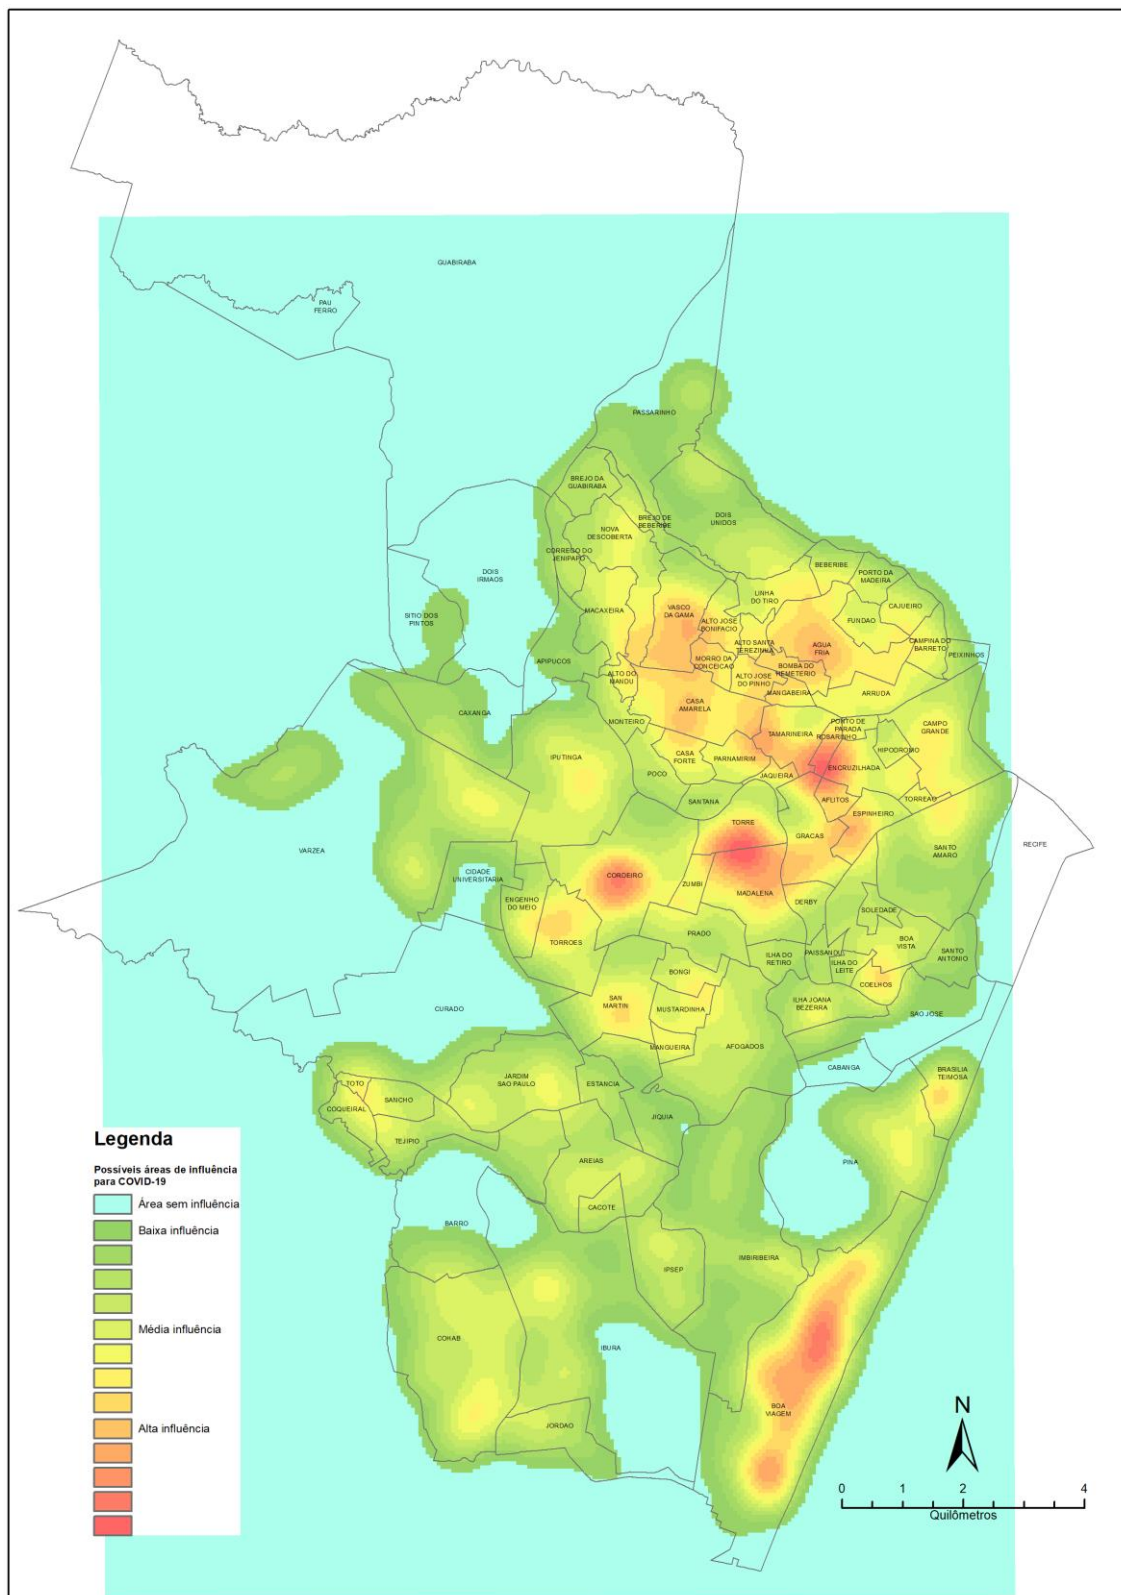 GUABIRABA
PAU
FERRO
PASSARINHO
BREJO DA
GUABIRABA
BREJO DE
BEBERIBE
DOIS
UNIDOS
NOVA
DESCOBERTA
CORREGO DO
JENIPAPO
DOIS
IRMAOS
BEBERIBE
PORTO DA
MADEIRA
LINHA
DO TIRO
CAJUEIRO
SITIO DOS
PINTOS
MACAXEIRA
VASCO
DA GAMA
ALTO JOSE
BONIFACIO
FUNDAO
ALTO SANTA
TEREZINHA
AGUA
FRIA
CAMPINA DO
BARRETO
PEIXINHOS
APIPUCOS
MORRO DA
CONCEICAO
BOMBA DO
HEMETERIO
ALTO DO
MANDU
ALTO JOSE
DO PINHO
MANGABEIRA
ARRUDA
CASA
AMARELA
CAXANGA
MONTEIRO
TAMARINEIRA
PORTO DE
PARADA
ROSARINHO
CAMPO
GRANDE
HIPODROMO
IPUTINGA
CASA
FORTE
PARNAMIRIM
ENCRUZILHADA
POCO
JAQUEIRA
SANTANA
AFLITOS
TORREAO
ESPINHEIRO
TORRE
GRACAS
SANTO
AMARO
RECIFE
VARZEA
CIDADE
UNIVERSITARIA
CORDEIRO
ZUMBI
MADALENA
DERBY
ENGENHO
DO MEIO
SOLEDADE
TORROES
PRADO
BOA
VISTA
ILHA DO
RETIRO
PAISSANDU
ILHA DO
LEITE
SANTO
ANTONIO
BONGI
COELHOS
SAN
MARTIN
MUSTARDINHA
ILHA JOANA
BEZERRA
CURADO
SAO JOSE
MANGUEIRA
AFOGADOS
CABANGA
BRASILIA
TEIMOSA
JARDIM
SAO PAULO
ESTANCIA
TOTO
SANCHO
COQUEIRAL
JIQUIA
TEJIPIO
AREIAS
PINA
CACOTE
BARRO
IPSEP
IMBIRIBEIRA
COHAB
IBURA
JORDAO
BOA
VIAGEM
Legenda
Possíveis áreas de influência
para COVID-19
Área sem influência
Baixa influência
Média influência
Alta influência
N
0 1 2 4
Quilômetros